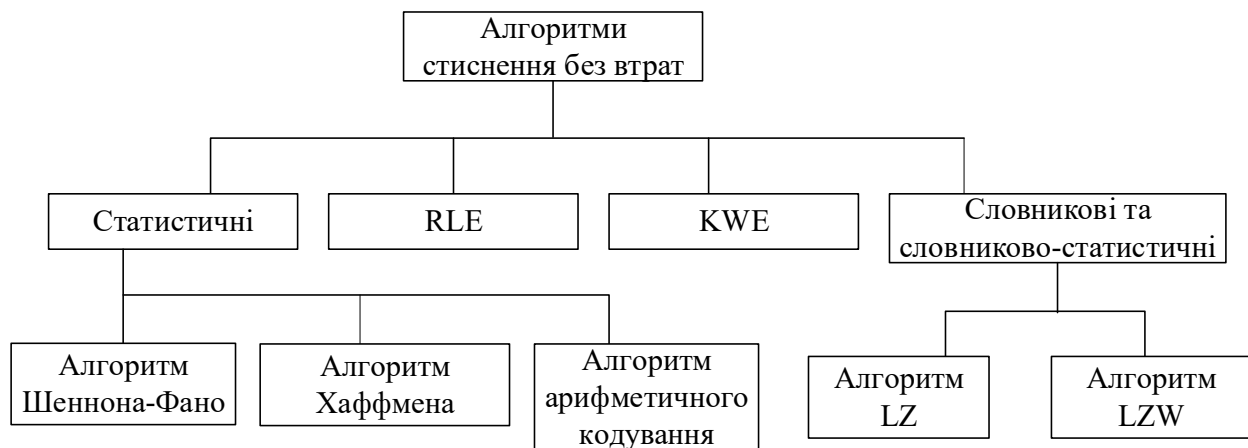 Алгоритми
стиснення без втрат
Статистичні
RLE
KWE
Словникові та
словниково-статистичні
Алгоритм
Шеннона-Фано
Алгоритм
Хаффмена
Алгоритм
арифметичного
кодування
Алгоритм
LZ
Алгоритм
LZW